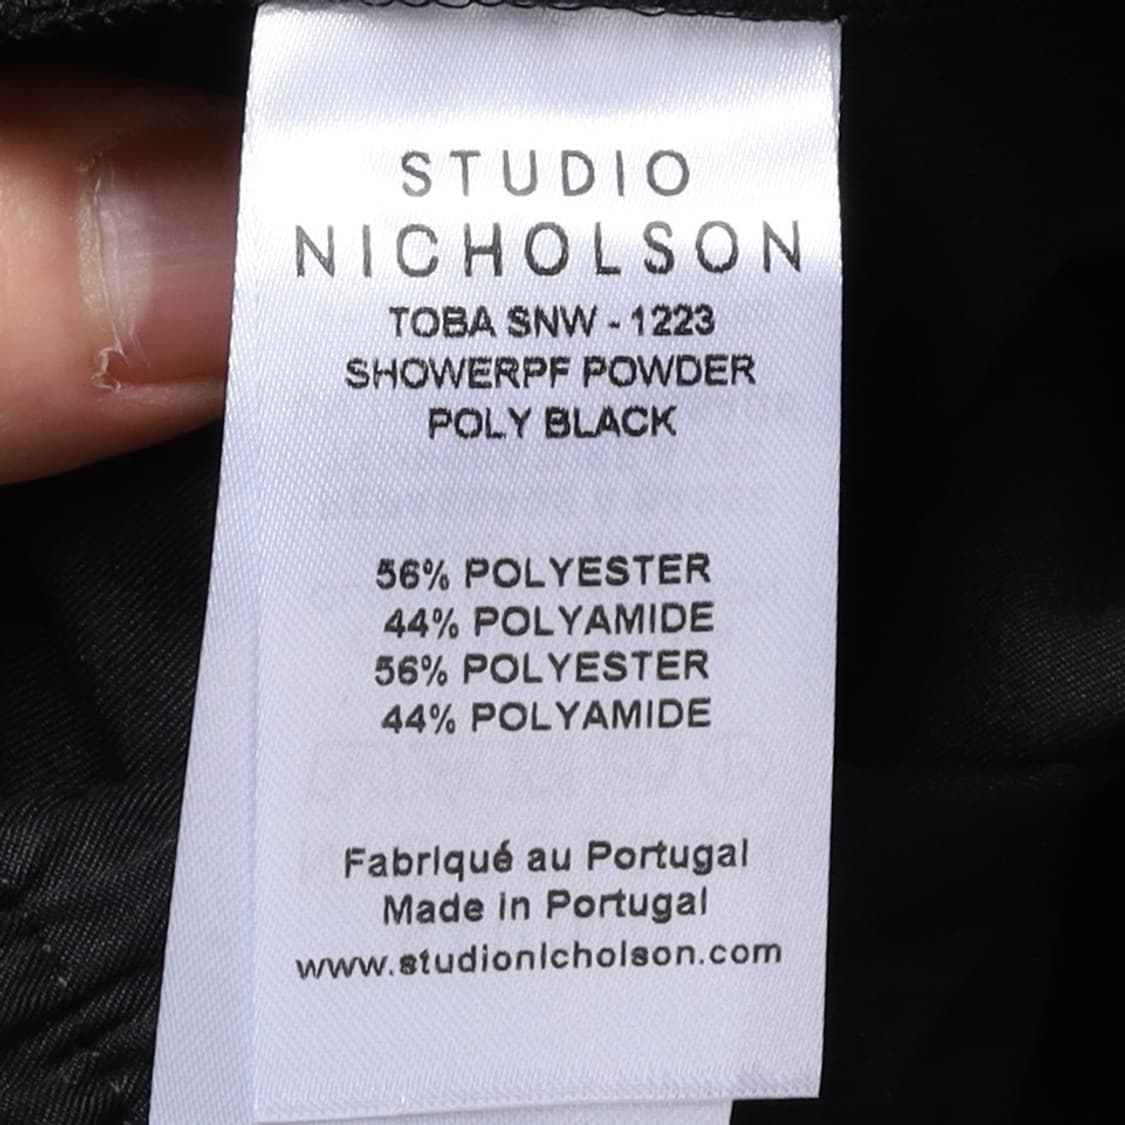 STUDIO
NICHOLSON
TOBA SNW - 1223
SHOWERPF POWDER
POLY BLACK
56% POLYESTER
44% POLYAMIDE
56% POLYESTER
44% POLYAMIDE
Fabriqué au Portugal
Made in Portugal
www.studionicholson.com